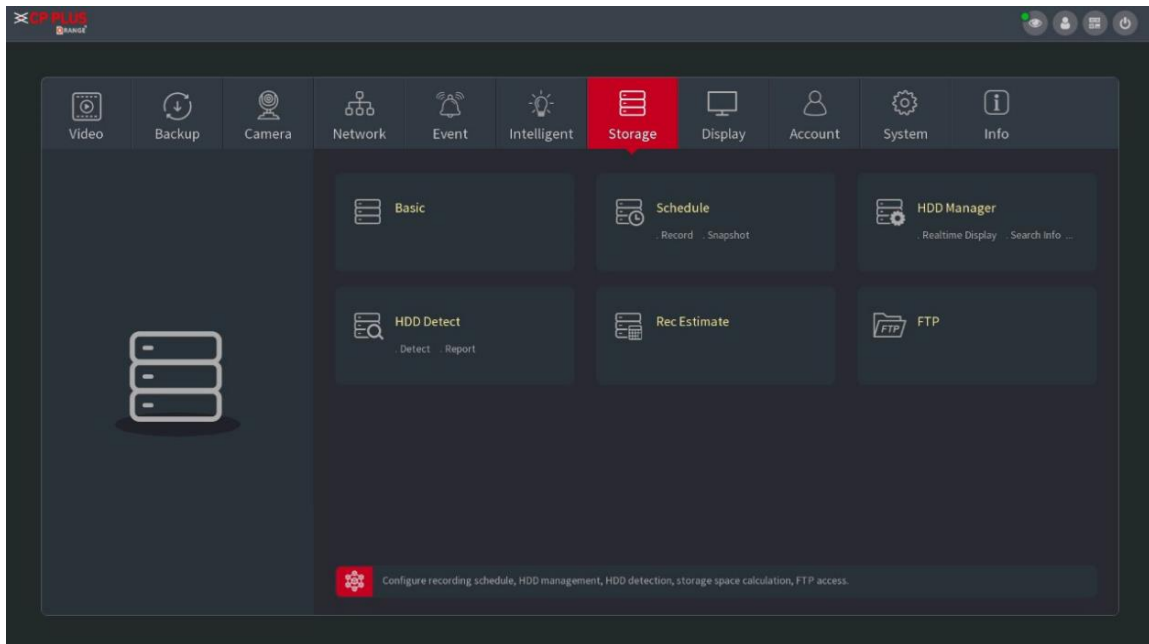 CP PLUS
ORANGE
Video Backup Camera Network Event Intelligent Storage Display Account System Info
Basic
Schedule
. Record . Snapshot
HDD Manager
. Realtime Display . Search Info ...
HDD Detect
. Detect . Report
Rec Estimate
FTP
FTP
Configure recording schedule, HDD management, HDD detection, storage space calculation, FTP access.